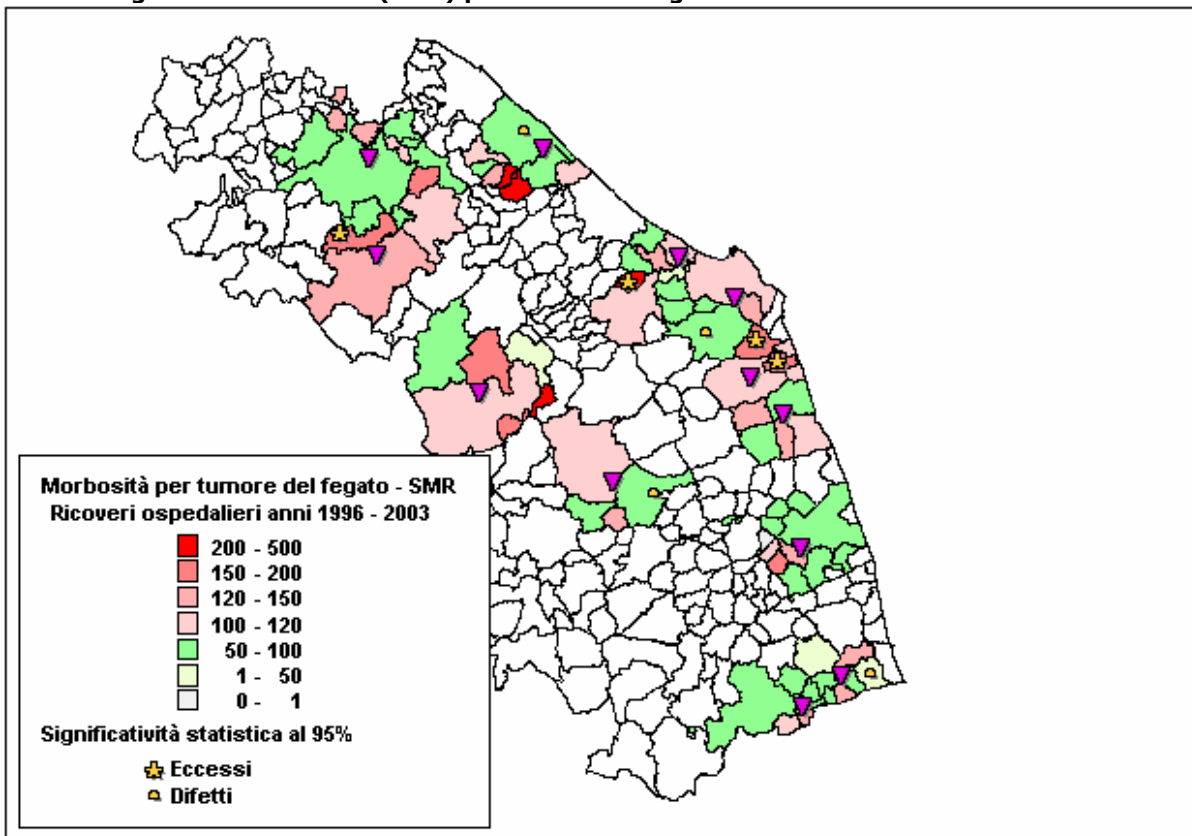 Morbosità per tumore del fegato - SMR
Ricoveri ospedalieri anni 1996 - 2003
200 - 500
150 - 200
120 - 150
100 - 120
50 - 100
1 - 50
0 - 1
Significatività statistica al 95%
Eccessi
Difetti